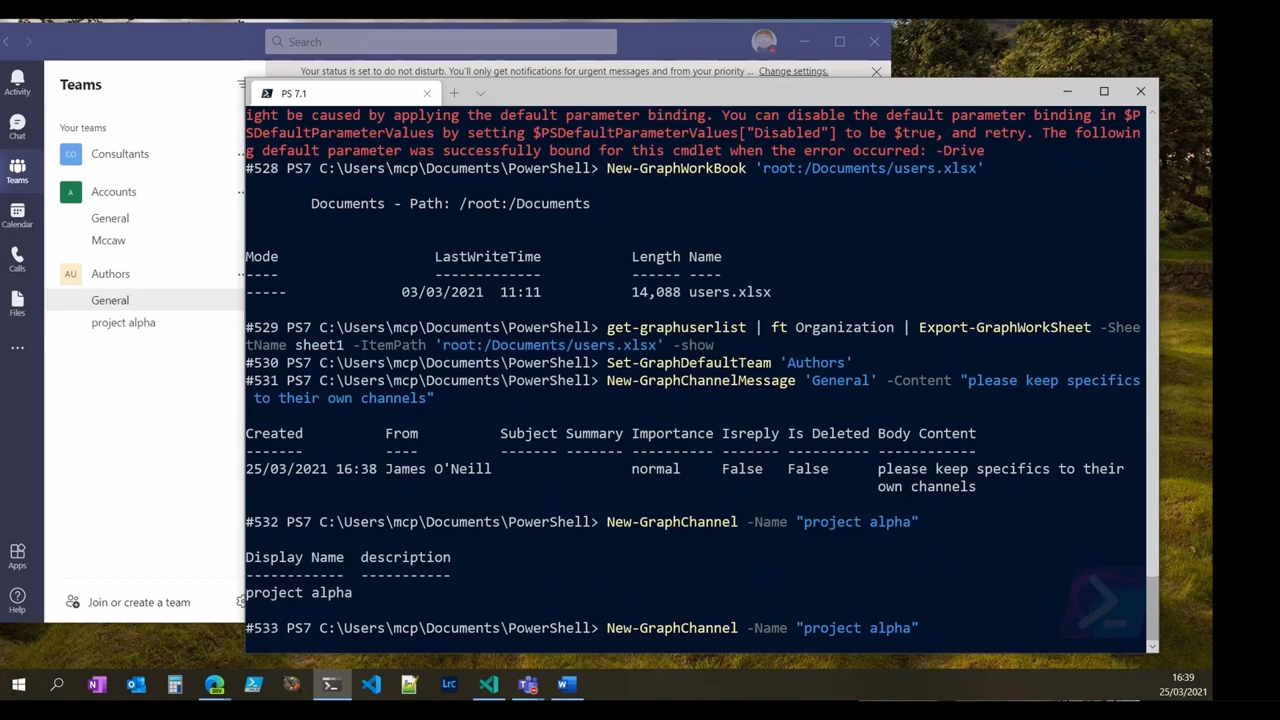 Search
Your status is set to do not disturb. You'll only get notifications for urgent messages and from your priority ... Change settings.
Activity
Chat
Teams
Calendar
Calls
Files
Apps
Help
Teams
Your teams
CO Consultants
A Accounts
General
Mccaw
AU Authors
General
project alpha
Join or create a team
PS 7.1
ight be caused by applying the default parameter binding. You can disable the default parameter binding in $P
SDefaultParameterValues by setting $PSDefaultParameterValues["Disabled"] to be $true, and retry. The followin
g default parameter was successfully bound for this cmdlet when the error occurred: -Drive
#528 PS7 C:\Users\mcp\Documents\PowerShell> New-GraphWorkBook 'root:/Documents/users.xlsx'
Documents - Path: /root:/Documents
Mode LastWriteTime Length Name
---- ------------- ------ ----
----- 03/03/2021 11:11 14,088 users.xlsx
#529 PS7 C:\Users\mcp\Documents\PowerShell> get-graphuserlist | ft Organization | Export-GraphWorkSheet -Shee
tName sheet1 -ItemPath 'root:/Documents/users.xlsx' -show
#530 PS7 C:\Users\mcp\Documents\PowerShell> Set-GraphDefaultTeam 'Authors'
#531 PS7 C:\Users\mcp\Documents\PowerShell> New-GraphChannelMessage 'General' -Content "please keep specifics
to their own channels"
Created From Subject Summary Importance Isreply Is Deleted Body Content
------- ---- ------- ------- ---------- ------- ---------- ------------
25/03/2021 16:38 James O'Neill normal False False please keep specifics to their
own channels
#532 PS7 C:\Users\mcp\Documents\PowerShell> New-GraphChannel -Name "project alpha"
Display Name description
------------ -----------
project alpha
#533 PS7 C:\Users\mcp\Documents\PowerShell> New-GraphChannel -Name "project alpha"
16:39
25/03/2021